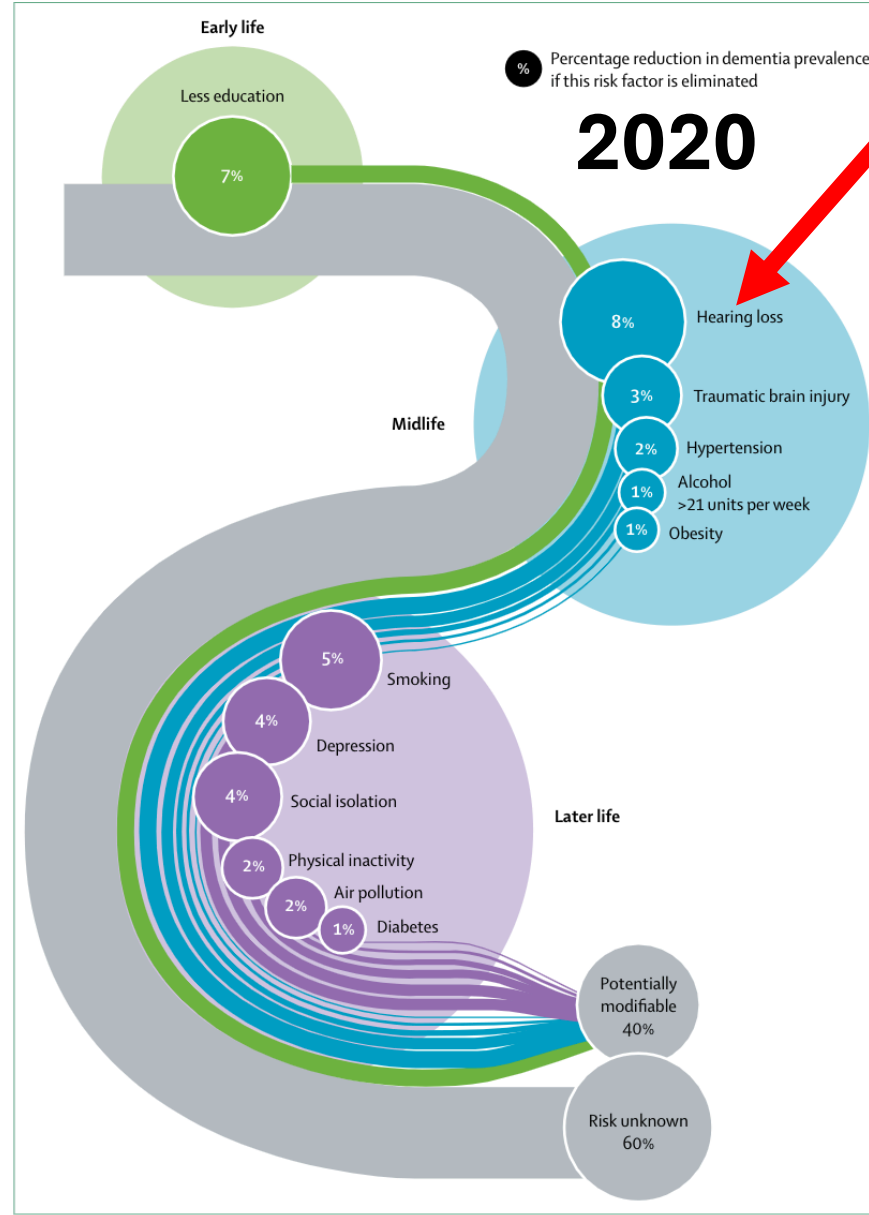 Early life
% Percentage reduction in dementia prevalence
if this risk factor is eliminated
2020
Less education
7%
8%
Hearing loss
3%
Traumatic brain injury
Midlife
2%
Hypertension
1%
Alcohol
>21 units per week
1%
Obesity
5%
Smoking
4%
Depression
4%
Social isolation
Later life
2%
Physical inactivity
2%
Air pollution
1%
Diabetes
Potentially
modifiable
40%
Risk unknown
60%